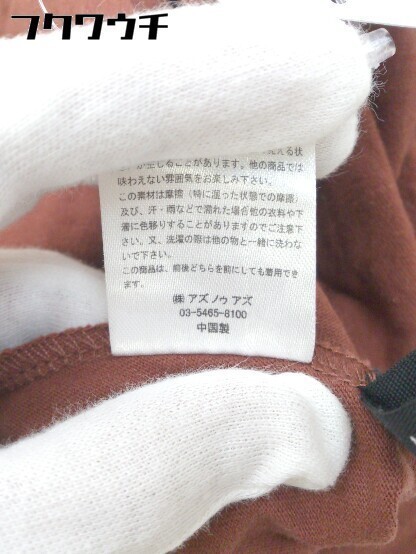 フクワウチ
える状
が生じることがあります。他の商品では
味わえない雰囲気をお楽しみ下さい。
この素材は摩擦（特に湿った状態での摩擦）
及び、汗・雨などで濡れた場合他の衣料や下
着に色移りすることがありますのでご注意下
さい。又、洗濯の際は他の物と一緒に洗わな
いで下さい。
この商品は、前後どちらを前にしても着用でき
ます。
㈱ アズ ノゥ アズ
03-5465-8100
中国製